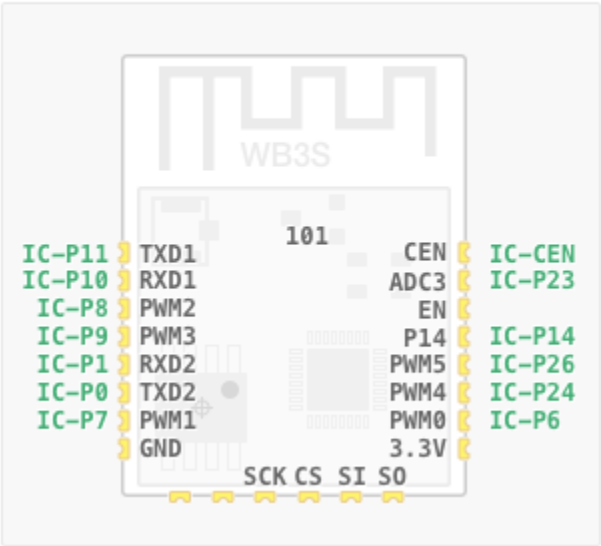 WB3S
101
IC-P11 TXD1 CEN IC-CEN
IC-P10 RXD1 ADC3 IC-P23
IC-P8 PWM2 EN
IC-P9 PWM3 P14 IC-P14
IC-P1 RXD2 PWM5 IC-P26
IC-P0 TXD2 PWM4 IC-P24
IC-P7 PWM1 PWM0 IC-P6
GND 3.3V
SCK CS SI SO